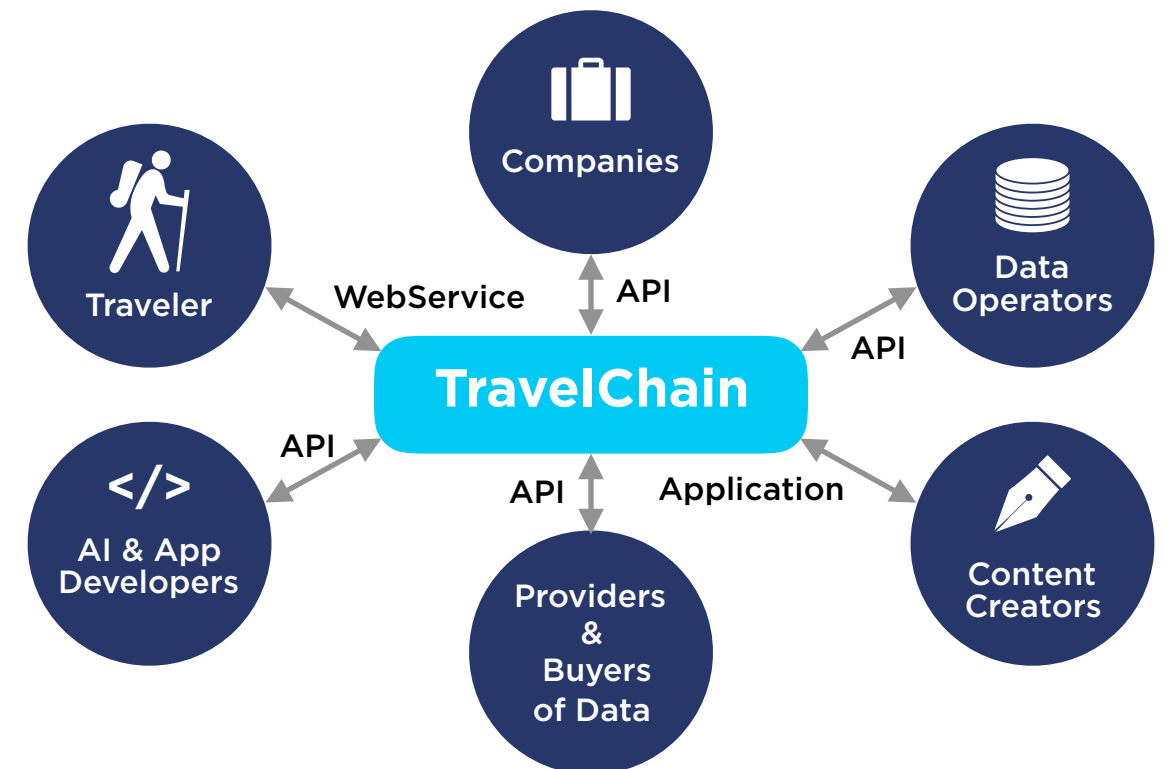 Companies
Traveler
Data
Operators
WebService
API
API
TravelChain
API
API
Application
</>
AI & App
Developers
Providers
&
Buyers
of Data
Content
Creators